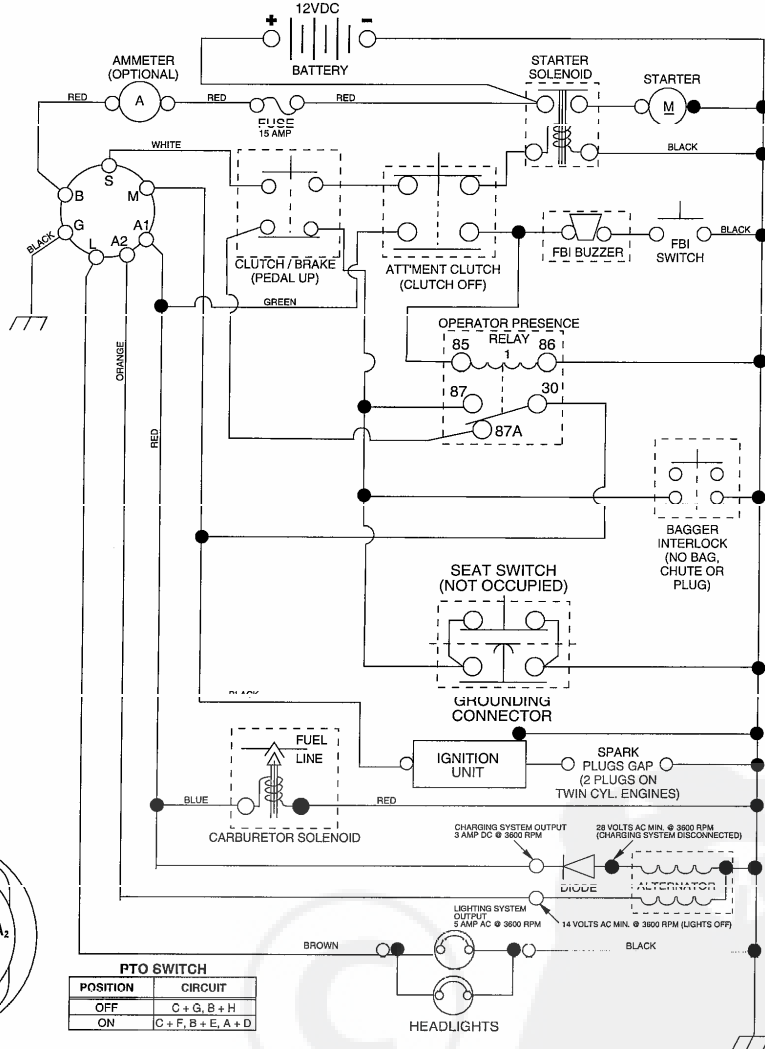 12VDC
+
-
BATTERY
AMMETER
(OPTIONAL)
RED
A
RED
FUSE
15 AMP
RED
STARTER
SOLENOID
STARTER
M
BLACK
WHITE
S
B
M
G
A1
L
A2
BLACK
CLUTCH / BRAKE
(PEDAL UP)
ATT'MENT CLUTCH
(CLUTCH OFF)
FBI BUZZER
FBI
SWITCH
BLACK
GREEN
ORANGE
RED
OPERATOR PRESENCE
RELAY
85
1
86
87
30
87A
BAGGER
INTERLOCK
(NO BAG,
CHUTE OR
PLUG)
SEAT SWITCH
(NOT OCCUPIED)
BLACK
GROUNDING
CONNECTOR
FUEL
LINE
IGNITION
UNIT
SPARK
PLUGS GAP
(2 PLUGS ON
TWIN CYL. ENGINES)
BLUE
RED
CARBURETOR SOLENOID
CHARGING SYSTEM OUTPUT
3 AMP DC @ 3600 RPM
28 VOLTS AC MIN. @ 3600 RPM
(CHARGING SYSTEM DISCONNECTED)
DIODE
ALTERNATOR
LIGHTING SYSTEM
OUTPUT
5 AMP AC @ 3600 RPM
14 VOLTS AC MIN. @ 3600 RPM (LIGHTS OFF)
BROWN
BLACK
HEADLIGHTS
A2
PTO SWITCH
POSITION CIRCUIT
OFF C + G, B + H
ON C + F, B + E, A + D
©